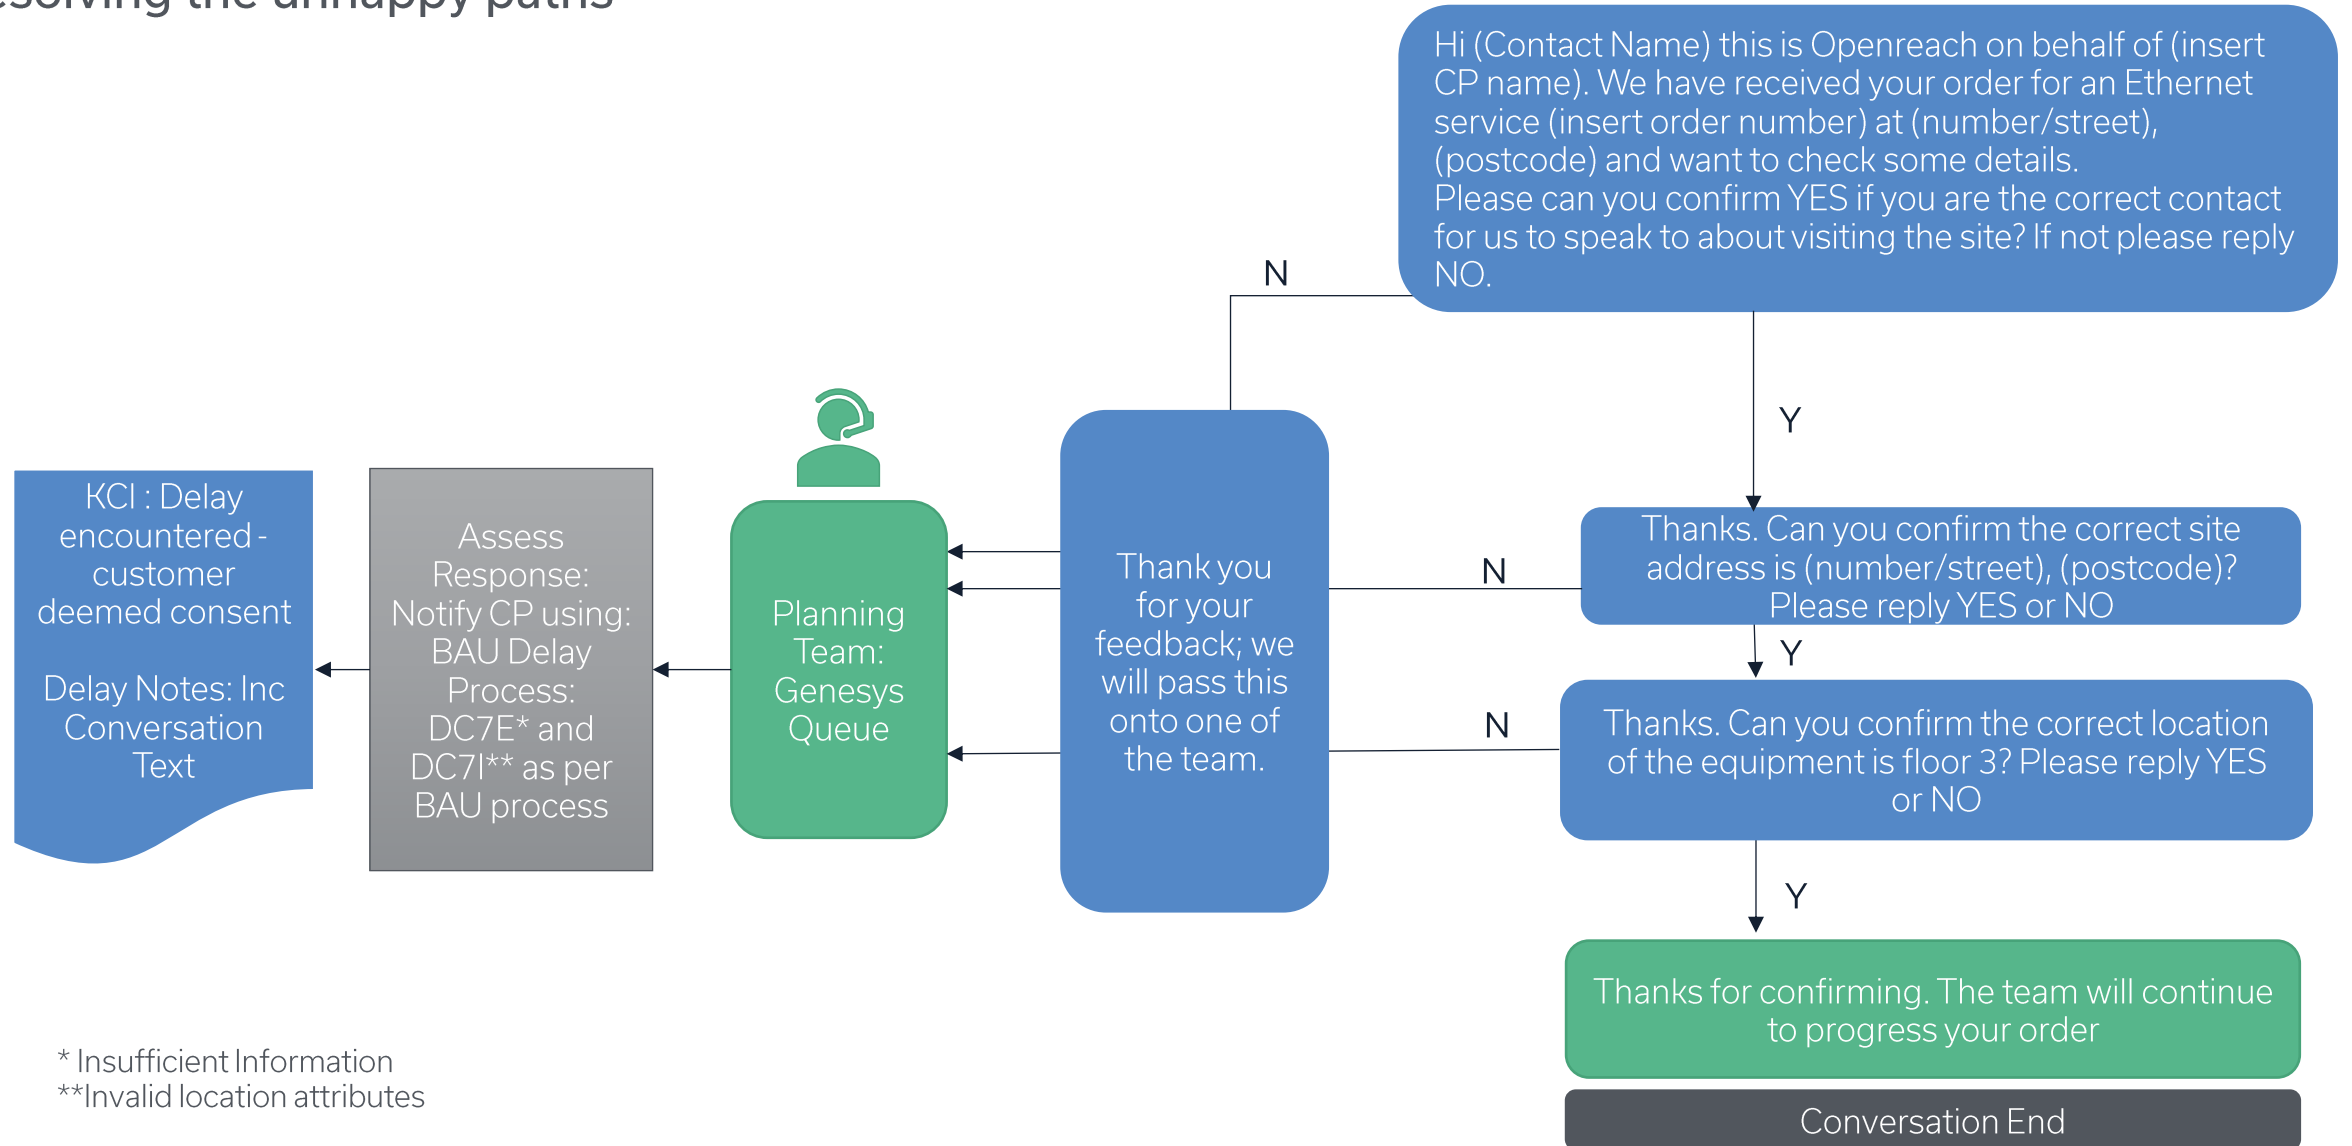 the unhappy paths
Hi (Contact Name) this is Openreach on behalf of (insert
CP name). We have received your order for an Ethernet
service (insert order number) at (number/street),
(postcode) and want to check some details.
Please can you confirm YES if you are the correct contact
for us to speak to about visiting the site? If not please reply
NO.
N
Y
Thanks. Can you confirm the correct site
address is (number/street), (postcode)?
Please reply YES or NO
N
Y
Thanks. Can you confirm the correct location
of the equipment is floor 3? Please reply YES
or NO
N
Y
Thanks for confirming. The team will continue
to progress your order
Conversation End
Thank you
for your
feedback; we
will pass this
onto one of
the team.
Planning
Team:
Genesys
Queue
Assess
Response:
Notify CP using:
BAU Delay
Process:
DC7E* and
DC7I** as per
BAU process
KCI : Delay
encountered -
customer
deemed consent
Delay Notes: Inc
Conversation
Text
* Insufficient Information
**Invalid location attributes